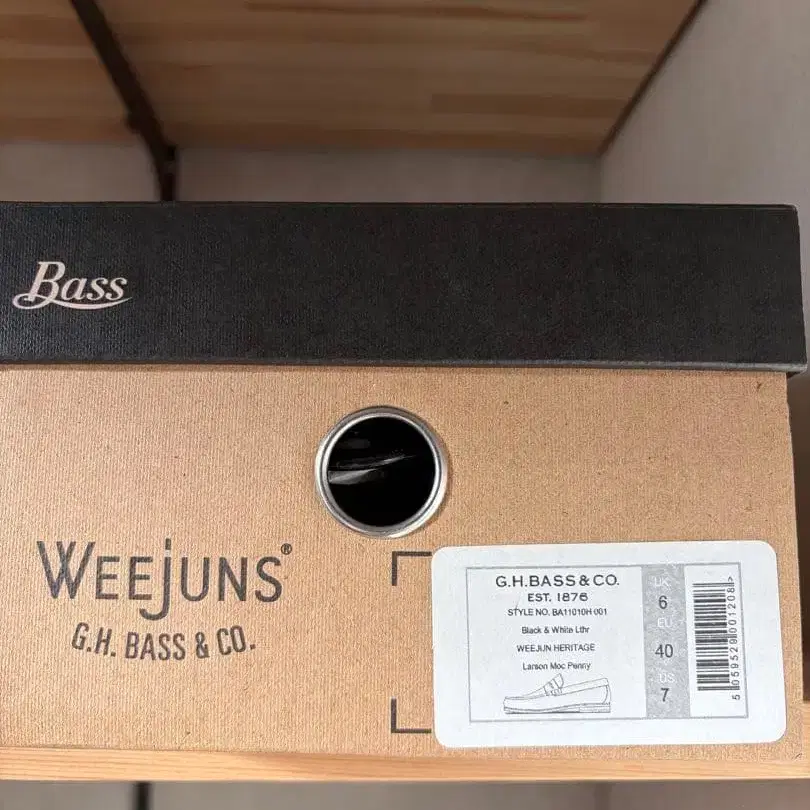 Bass
WEEJUNS®
G.H. BASS & CO.
G.H.BASS & CO.
EST. 1876
STYLE NO. BA11010H 001
Black & White Lthr
WEEJUN HERITAGE
Larson Moc Penny
UK
6
EU
40
US
7
5059529001208>